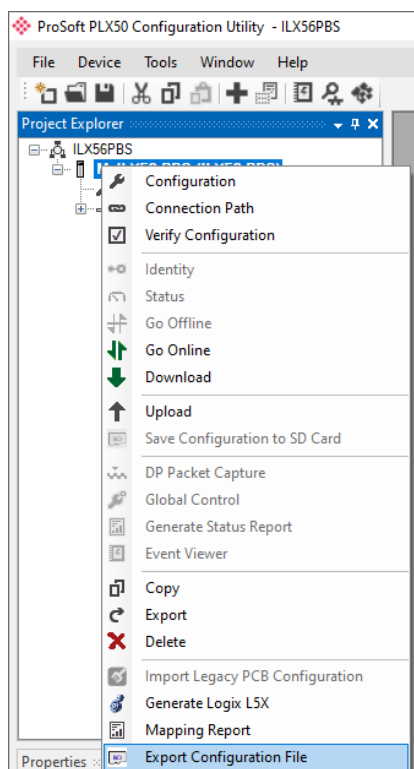 ProSoft PLX50 Configuration Utility - ILX56PBS
File Device Tools Window Help
Project Explorer
ILX56PBS
Configuration
Connection Path
Verify Configuration
Identity
Status
Go Offline
Go Online
Download
Upload
Save Configuration to SD Card
DP Packet Capture
Global Control
Generate Status Report
Event Viewer
Copy
Export
Delete
Import Legacy PCB Configuration
Generate Logix L5X
Mapping Report
Properties
Export Configuration File